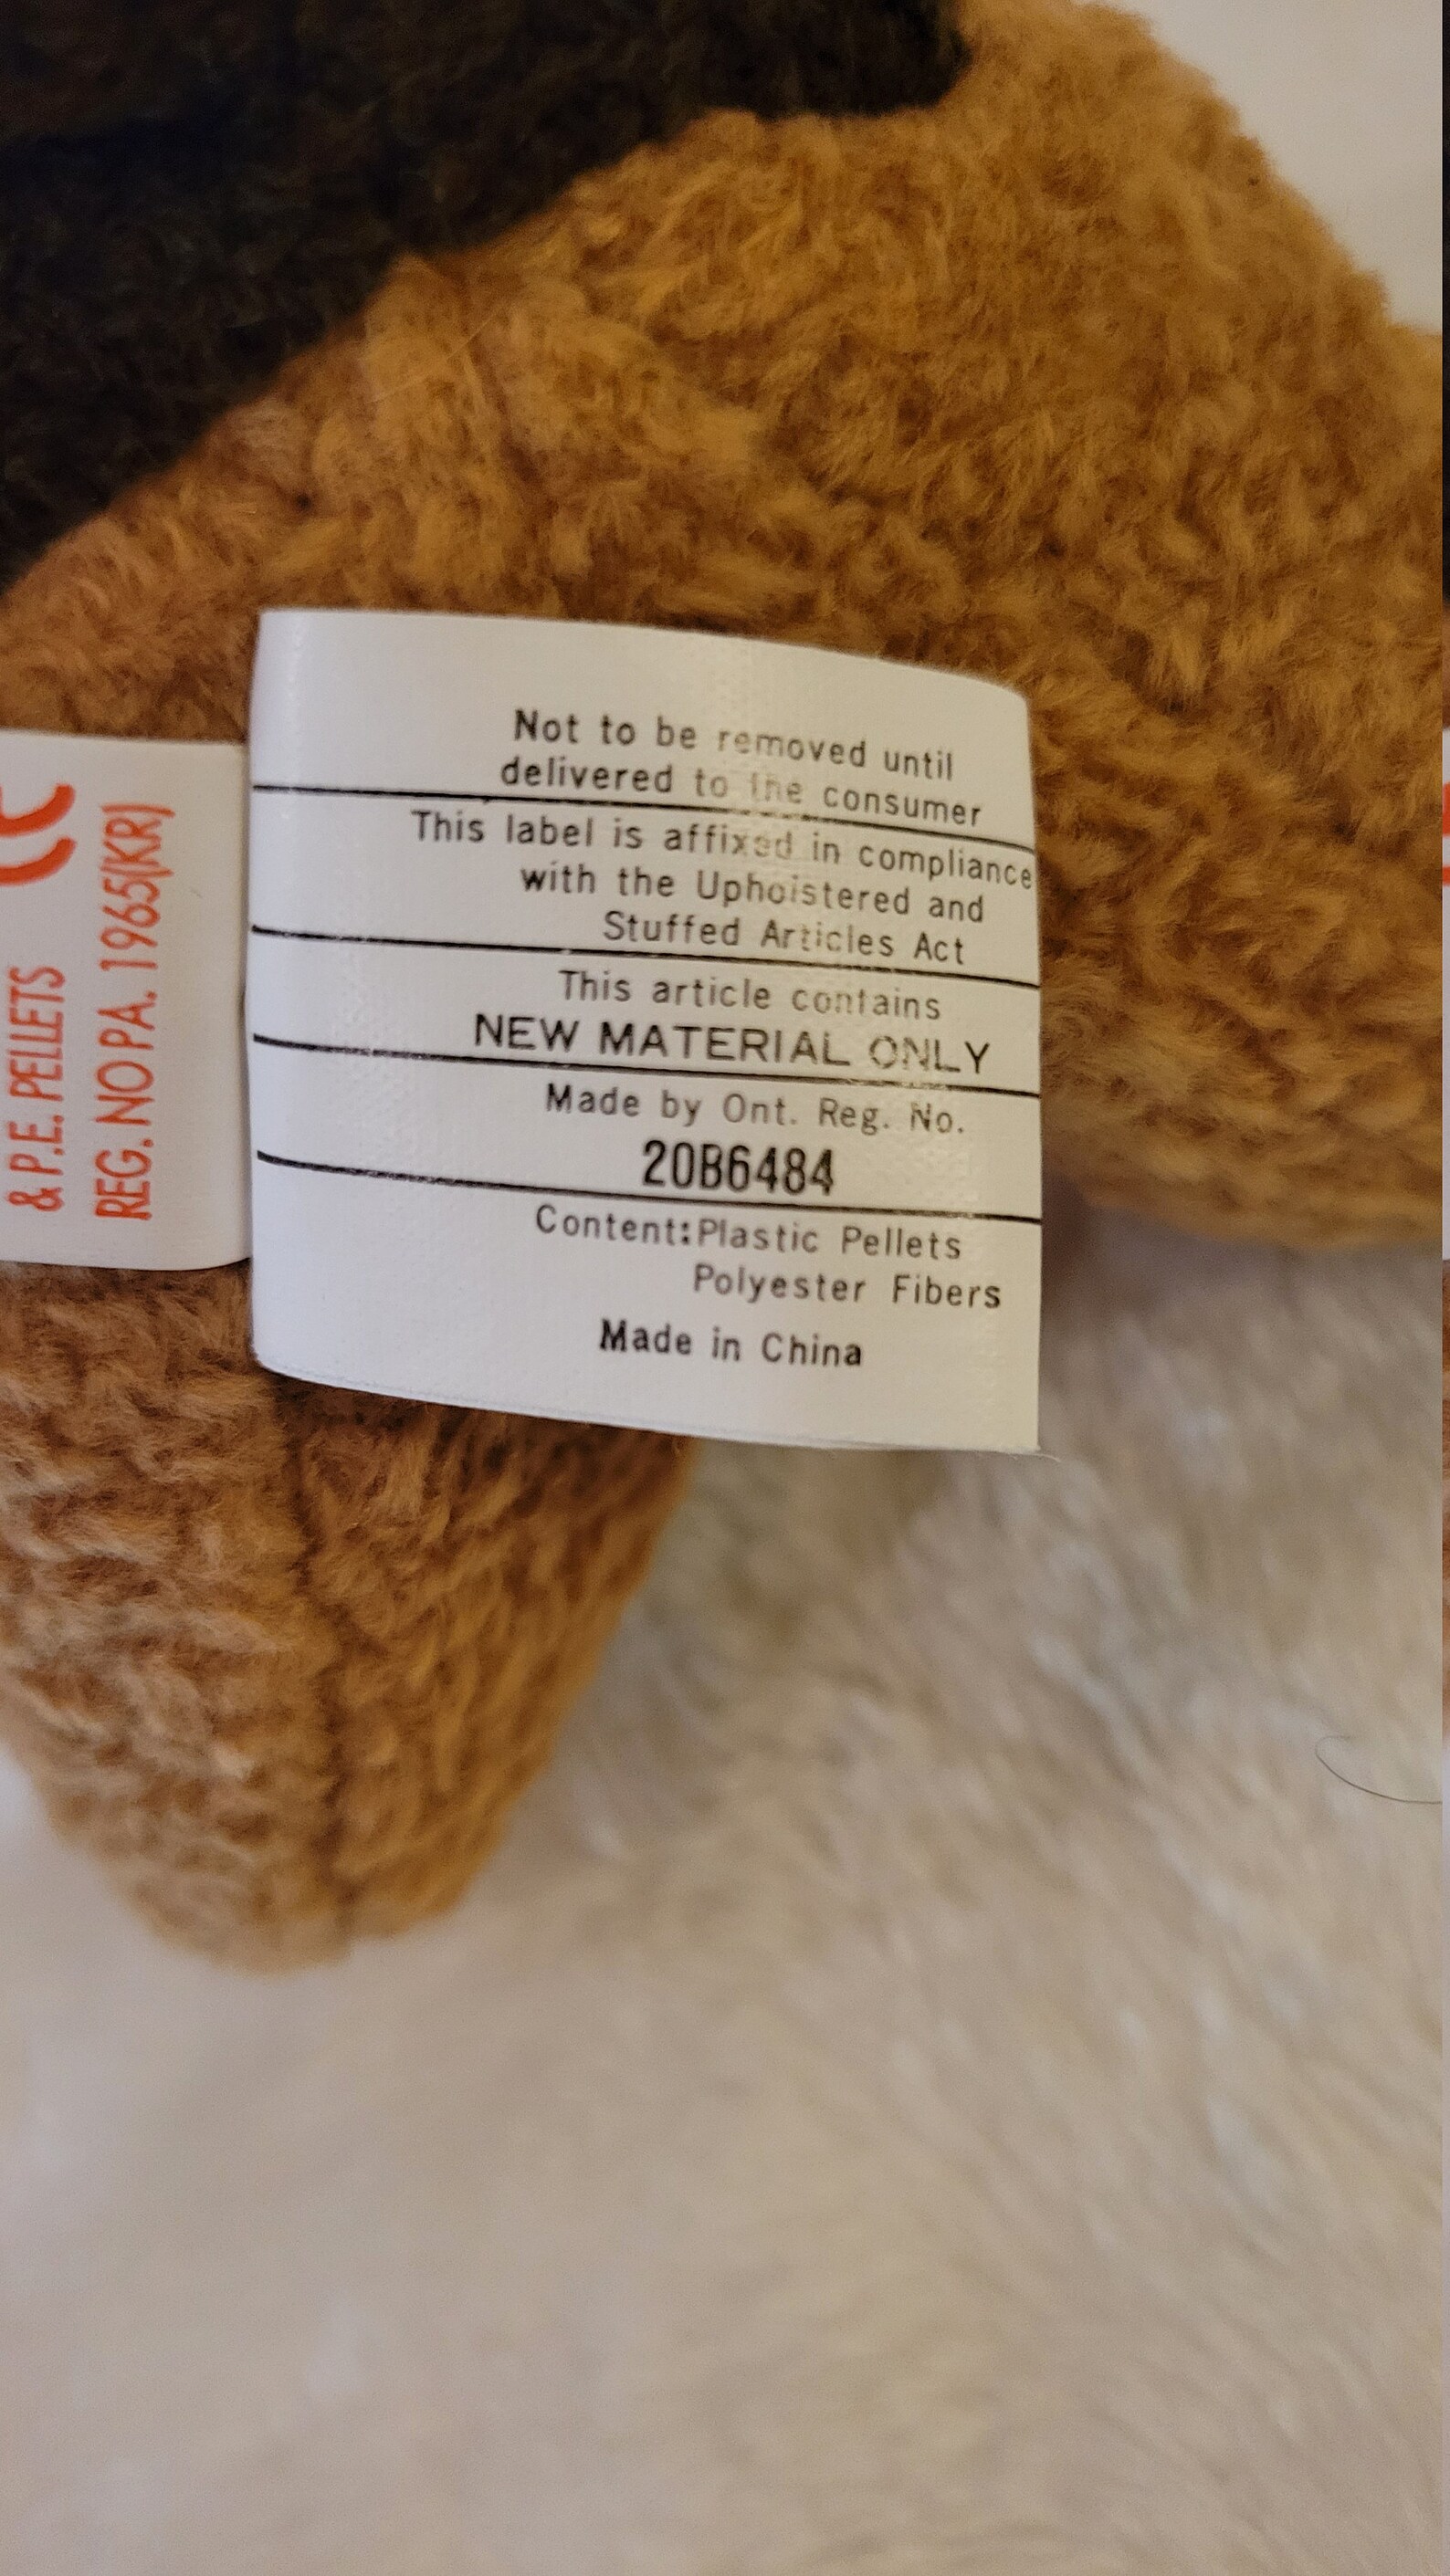 Not to be removed until
delivered to the consumer
This label is affixed in compliance
with the Upholstered and
Stuffed Articles Act
This article contains
NEW MATERIAL ONLY
Made by Ont. Reg. No.
20B6484
Content:Plastic Pellets
Polyester Fibers
Made in China
CE
& P.E. PELLETS
REG. NO PA. 1965(KR)